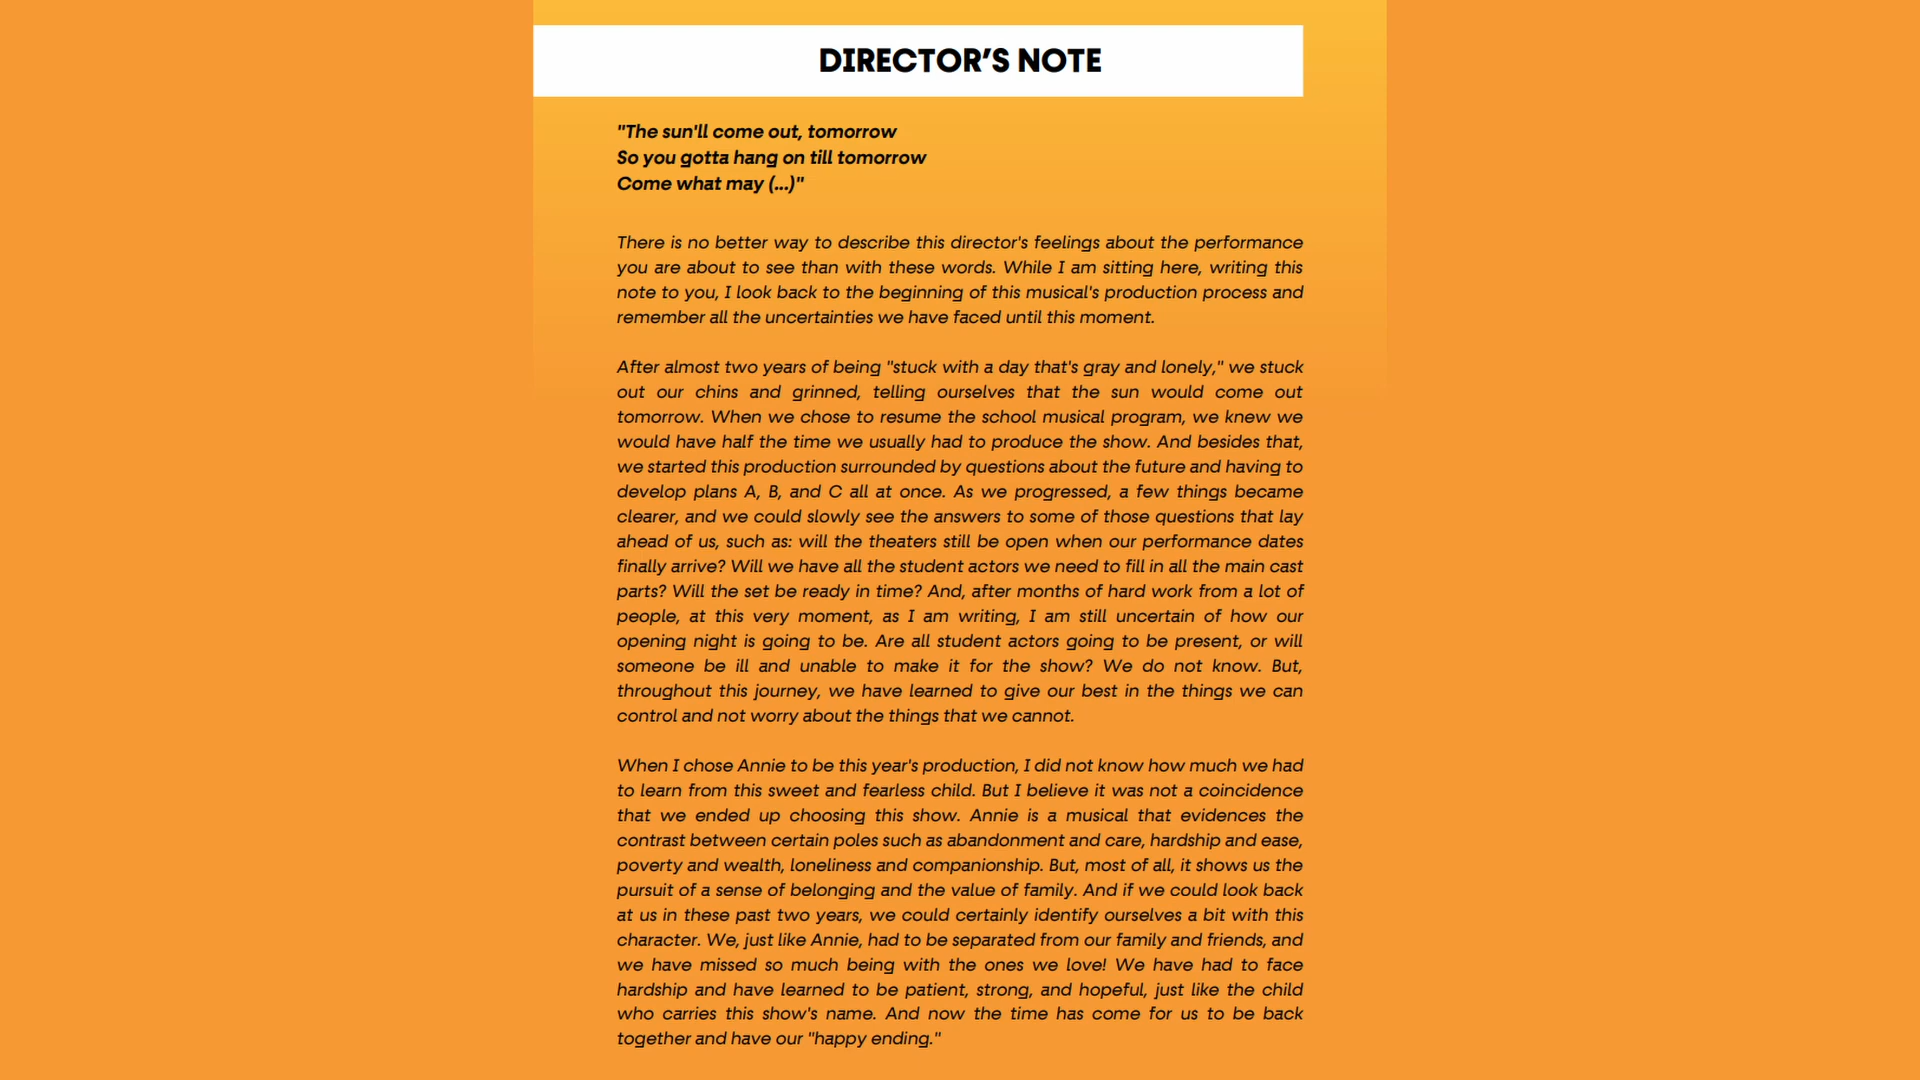 DIRECTOR’S NOTE
"The sun'll come out, tomorrow
So you gotta hang on till tomorrow
Come what may (...)"
There is no better way to describe this director's feelings about the performance
you are about to see than with these words. While I am sitting here, writing this
note to you, I look back to the beginning of this musical's production process and
remember all the uncertainties we have faced until this moment.
After almost two years of being "stuck with a day that's gray and lonely," we stuck
out our chins and grinned, telling ourselves that the sun would come out
tomorrow. When we chose to resume the school musical program, we knew we
would have half the time we usually had to produce the show. And besides that,
we started this production surrounded by questions about the future and having to
develop plans A, B, and C all at once. As we progressed, a few things became
clearer, and we could slowly see the answers to some of those questions that lay
ahead of us, such as: will the theaters still be open when our performance dates
finally arrive? Will we have all the student actors we need to fill in all the main cast
parts? Will the set be ready in time? And, after months of hard work from a lot of
people, at this very moment, as I am writing, I am still uncertain of how our
opening night is going to be. Are all student actors going to be present, or will
someone be ill and unable to make it for the show? We do not know. But,
throughout this journey, we have learned to give our best in the things we can
control and not worry about the things that we cannot.
When I chose Annie to be this year's production, I did not know how much we had
to learn from this sweet and fearless child. But I believe it was not a coincidence
that we ended up choosing this show. Annie is a musical that evidences the
contrast between certain poles such as abandonment and care, hardship and ease,
poverty and wealth, loneliness and companionship. But, most of all, it shows us the
pursuit of a sense of belonging and the value of family. And if we could look back
at us in these past two years, we could certainly identify ourselves a bit with this
character. We, just like Annie, had to be separated from our family and friends, and
we have missed so much being with the ones we love! We have had to face
hardship and have learned to be patient, strong, and hopeful, just like the child
who carries this show's name. And now the time has come for us to be back
together and have our "happy ending."